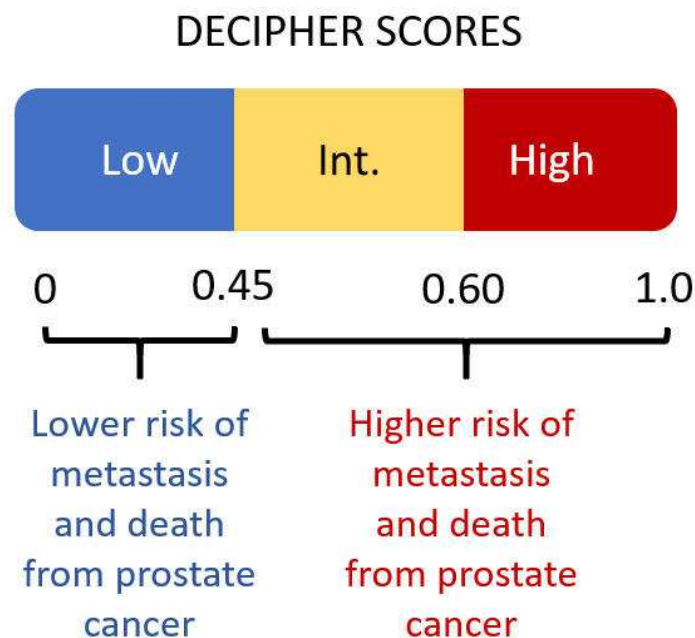 DECIPHER SCORES
Low Int. High
0 0.45 0.60 1.0
Lower risk of
metastasis
and death
from prostate
cancer
Higher risk of
metastasis
and death
from prostate
cancer